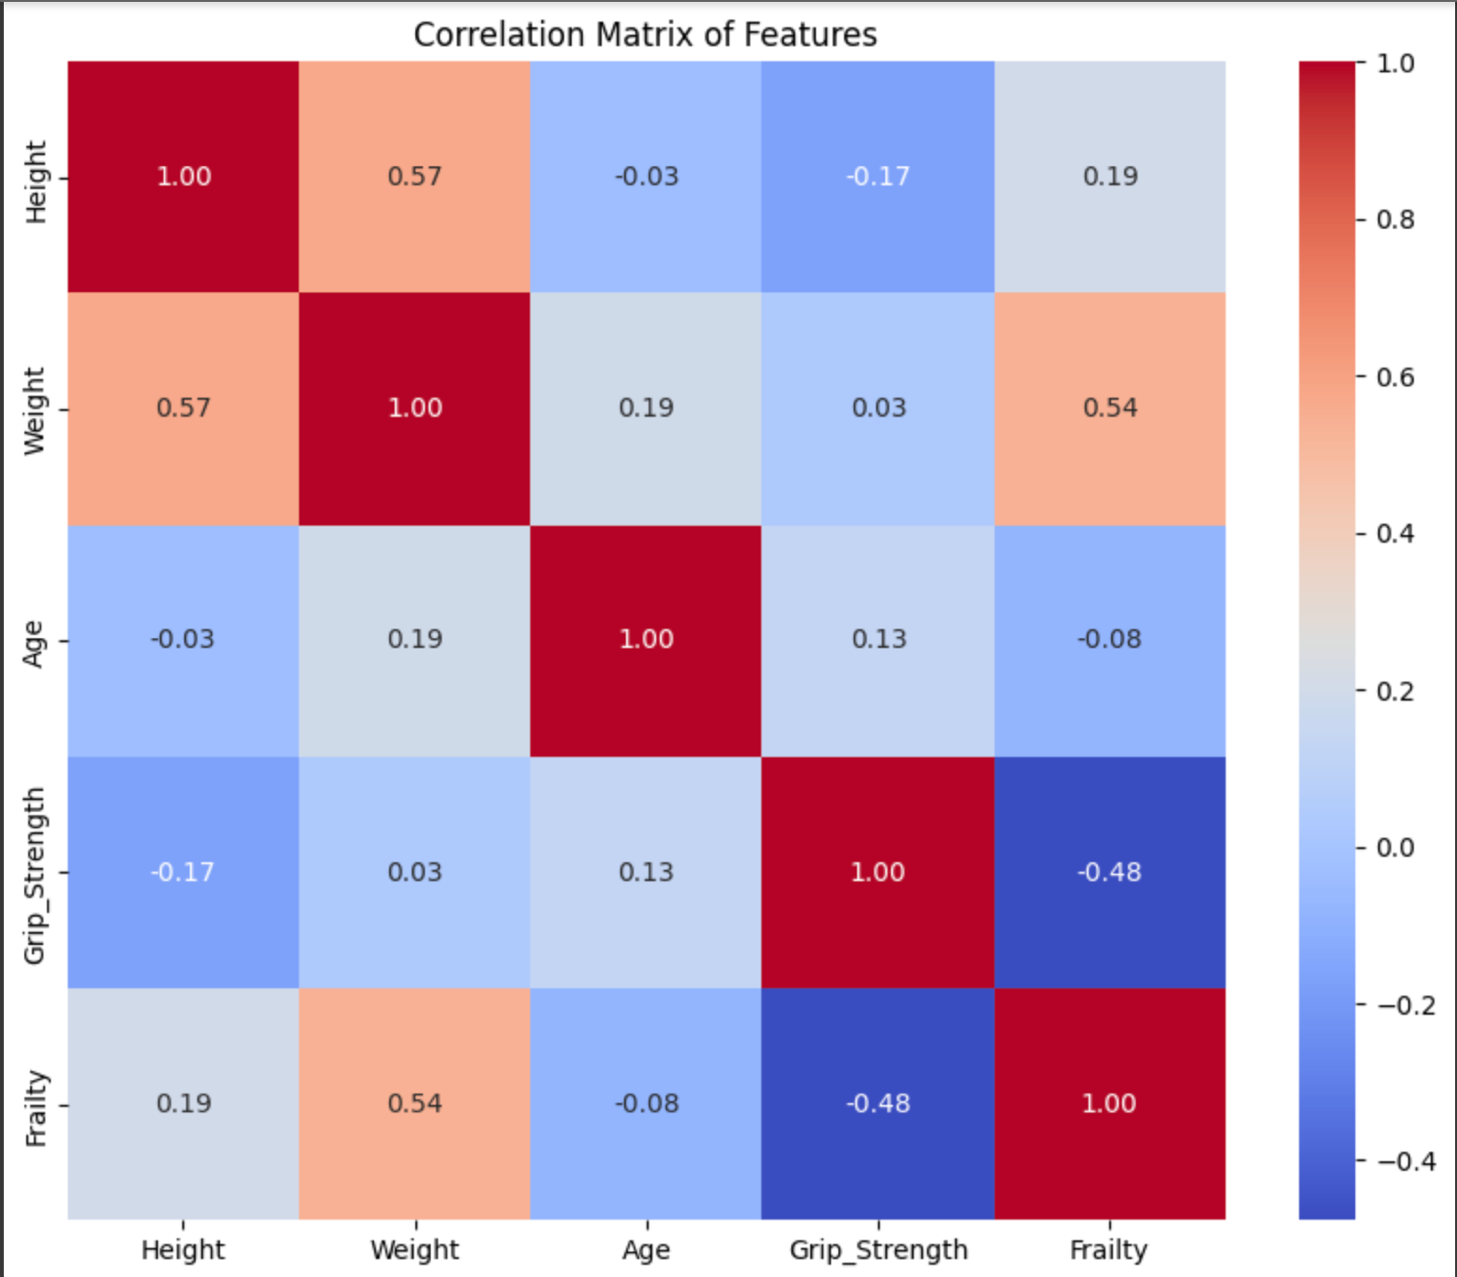 Correlation Matrix of Features
Height
1.00 0.57 -0.03 -0.17 0.19
Weight
0.57 1.00 0.19 0.03 0.54
Age
-0.03 0.19 1.00 0.13 -0.08
Grip_Strength
-0.17 0.03 0.13 1.00 -0.48
Frailty
0.19 0.54 -0.08 -0.48 1.00
Height Weight Age Grip_Strength Frailty
1.0
0.8
0.6
0.4
0.2
0.0
−0.2
−0.4